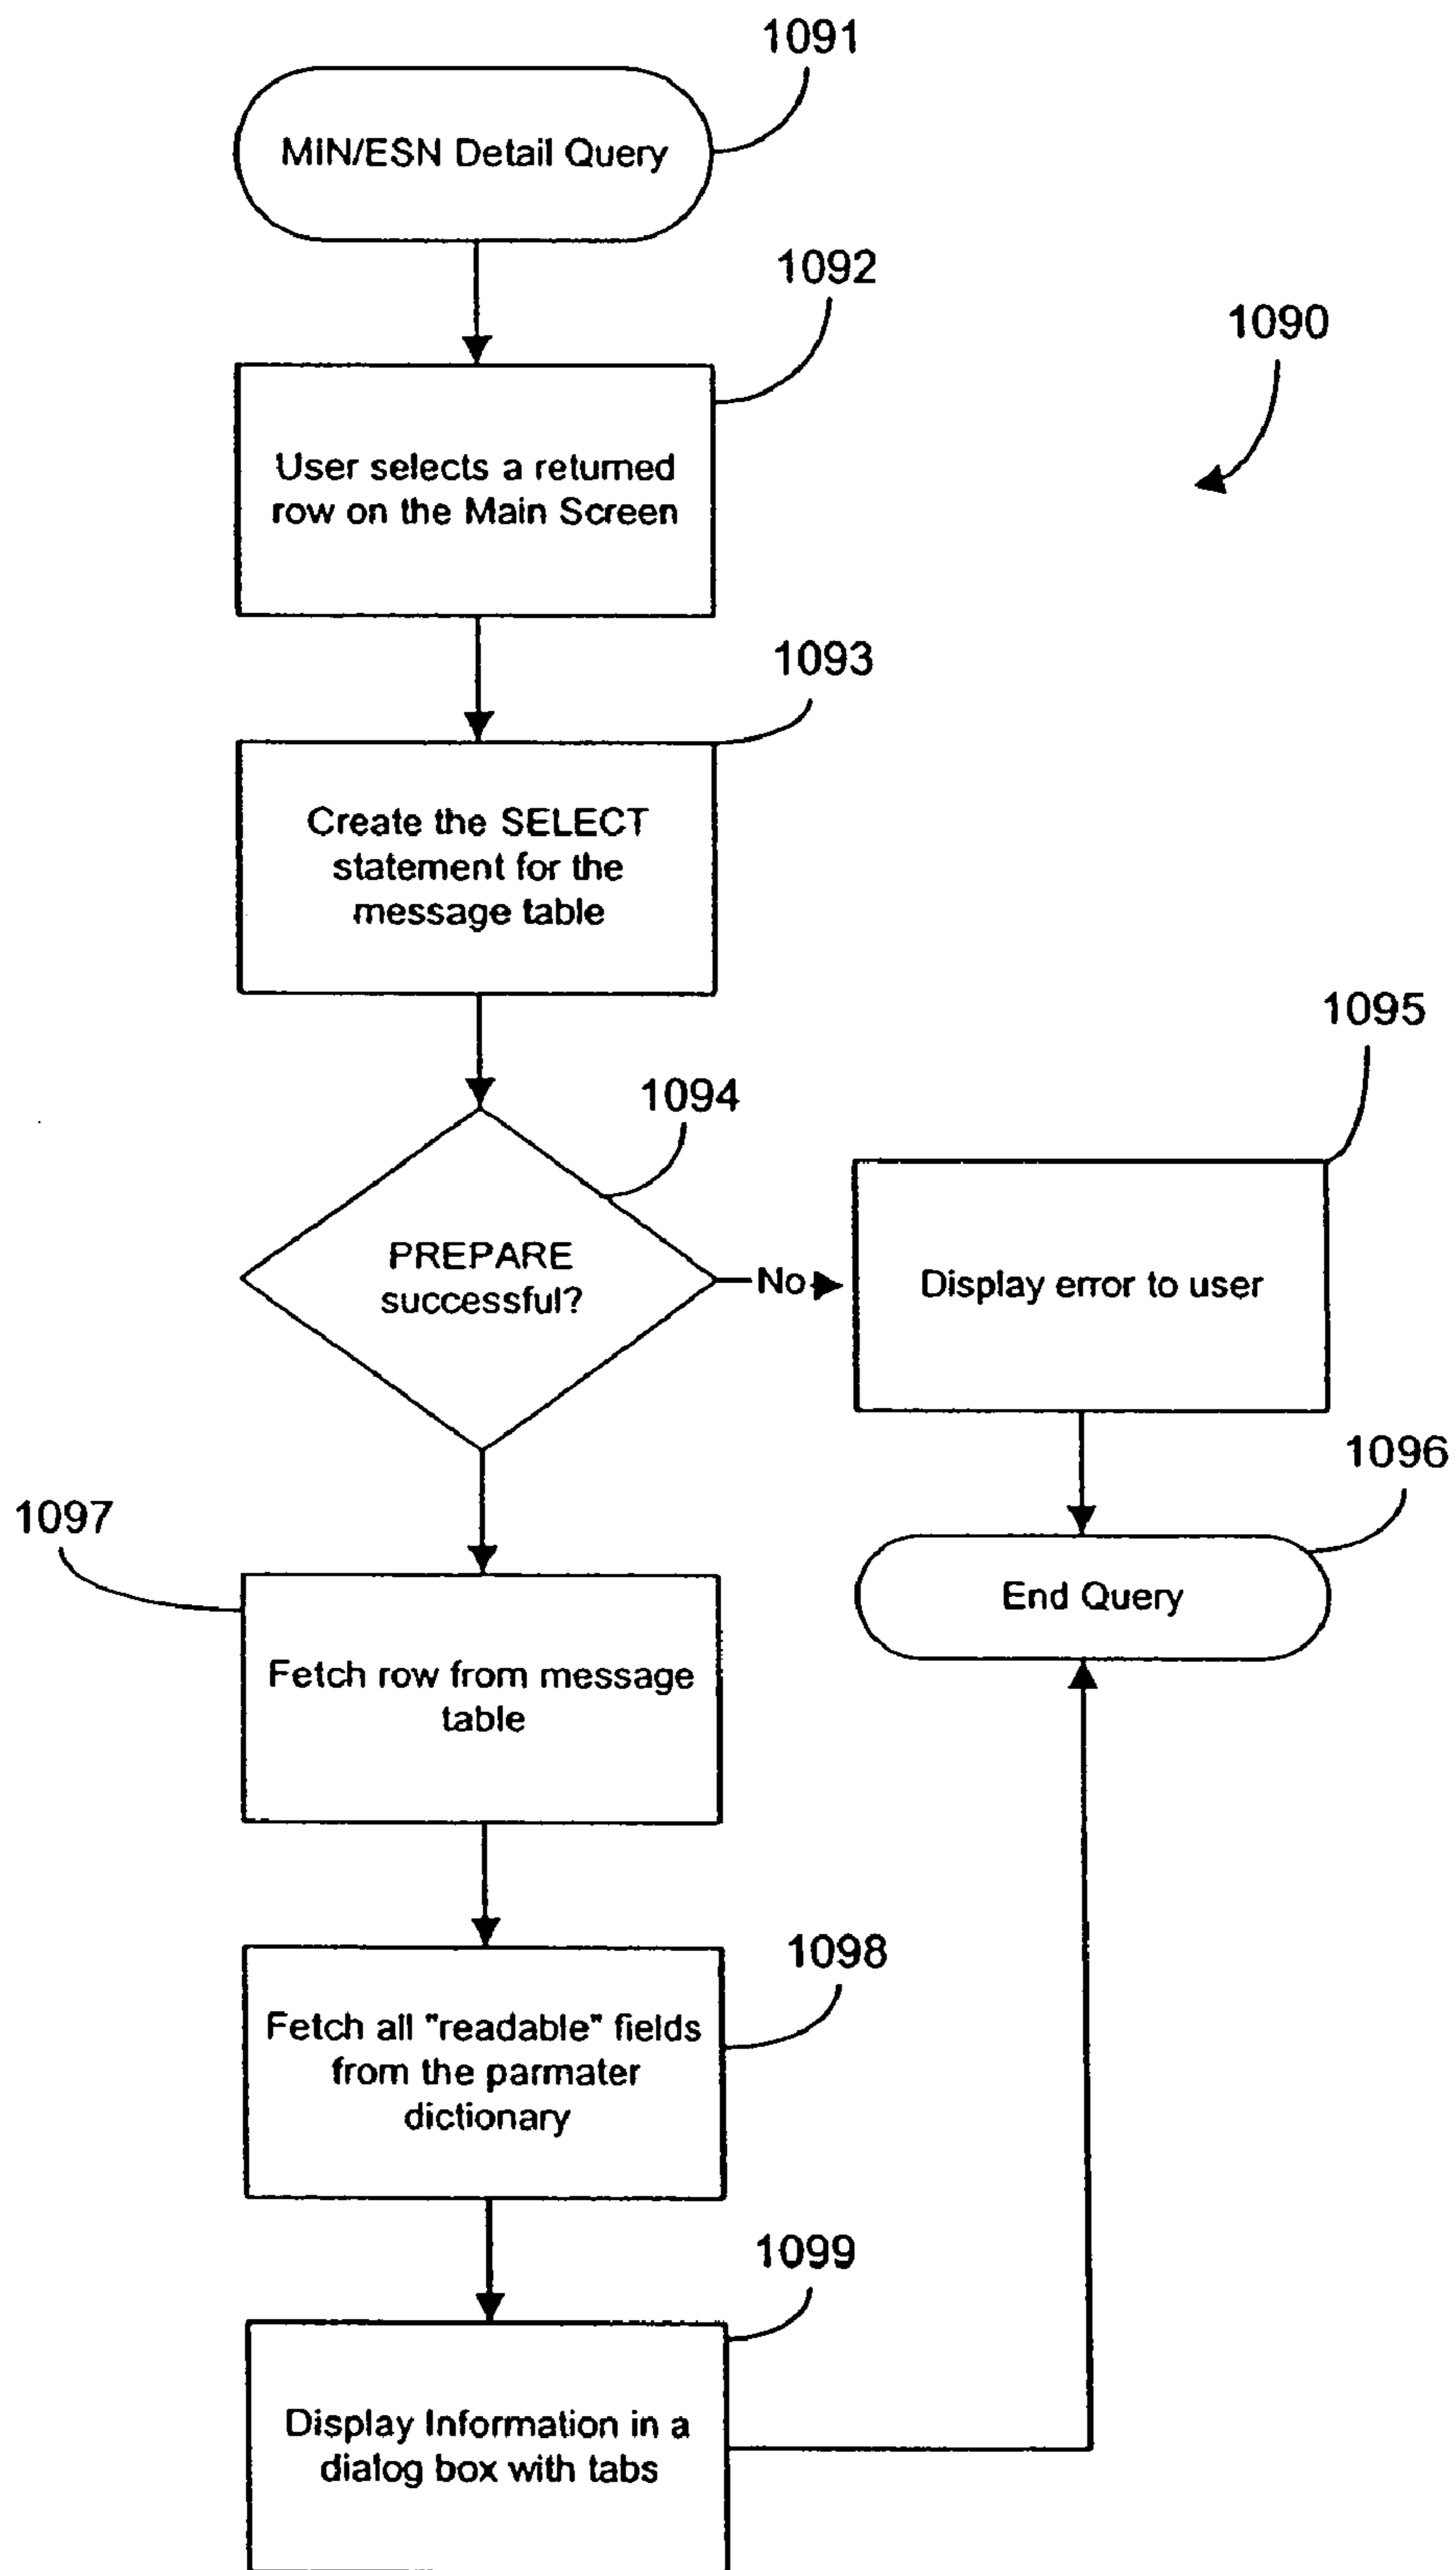 1091
MIN/ESN Detail Query
1092
1090
User selects a returned
row on the Main Screen
1093
Create the SELECT
statement for the
message table
1095
1094
PREPARE
successful?
No
Display error to user
1096
1097
End Query
Fetch row from message
table
1098
Fetch all "readable" fields
from the parmater
dictionary
1099
Display Information in a
dialog box with tabs